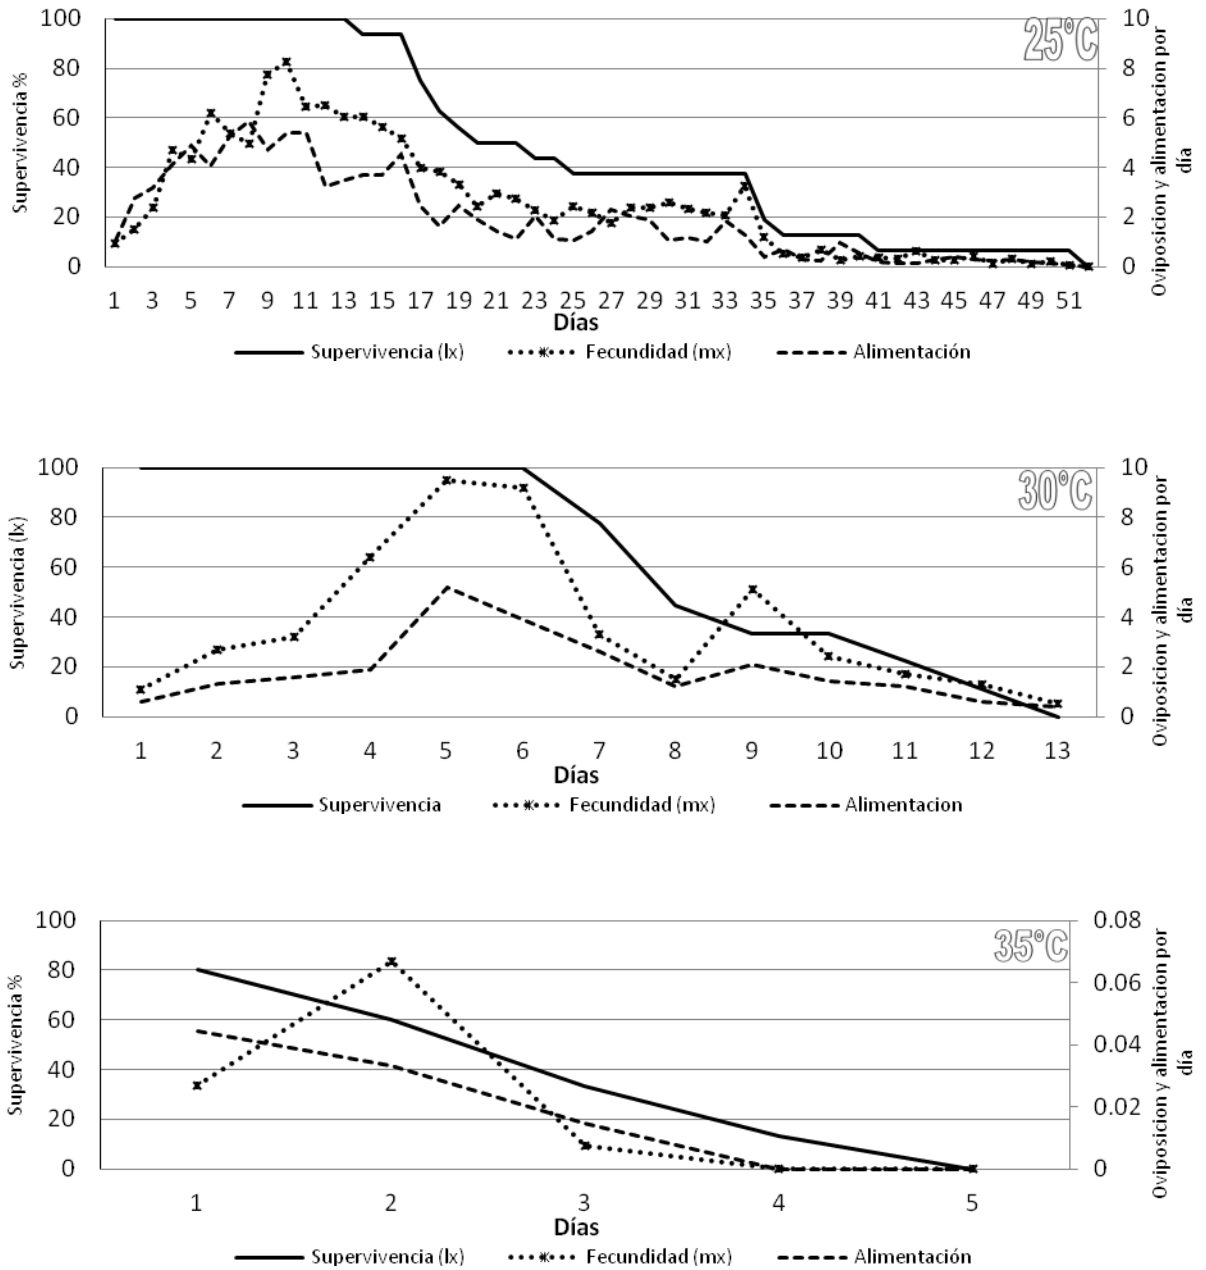 25°C
Supervivencia %
100
80
60
40
20
0
10
8
6
4
2
0
Oviposicion y alimentacion por
día
1 3 5 7 9 11 13 15 17 19 21 23 25 27 29 31 33 35 37 39 41 43 45 47 49 51
Días
Supervivencia (lx) Fecundidad (mx) Alimentación
30°C
Supervivencia (lx)
100
80
60
40
20
0
10
8
6
4
2
0
Oviposicion y alimentacion por
día
1 2 3 4 5 6 7 8 9 10 11 12 13
Días
Supervivencia Fecundidad (mx) Alimentacion
35°C
Supervivencia %
100
80
60
40
20
0
0.08
0.06
0.04
0.02
0
Oviposicion y alimentacion por
día
1 2 3 4 5
Días
Supervivencia (lx) Fecundidad (mx) Alimentación